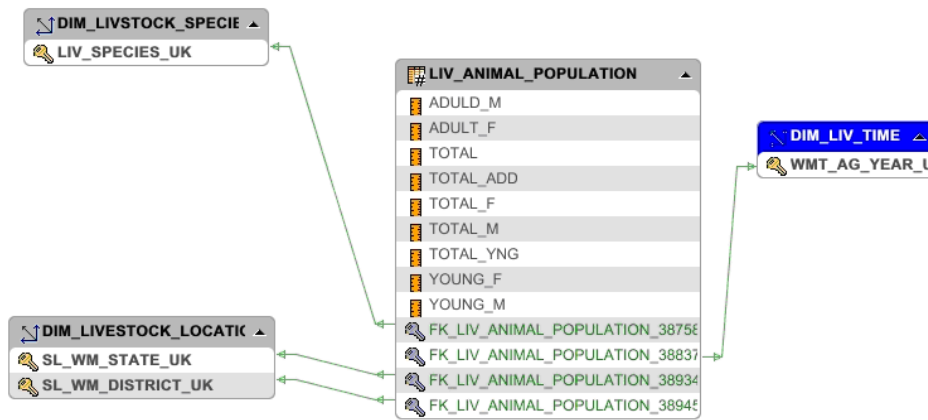 DIM_LIVSTOCK_SPECIE
LIV_SPECIES_UK
LIV_ANIMAL_POPULATION
ADULD_M
ADULT_F
TOTAL
TOTAL_ADD
TOTAL_F
TOTAL_M
TOTAL_YNG
YOUNG_F
YOUNG_M
FK_LIV_ANIMAL_POPULATION_38758
FK_LIV_ANIMAL_POPULATION_38837
FK_LIV_ANIMAL_POPULATION_38934
FK_LIV_ANIMAL_POPULATION_38945
DIM_LIV_TIME
WMT_AG_YEAR_U
DIM_LIVESTOCK_LOCATIC
SL_WM_STATE_UK
SL_WM_DISTRICT_UK